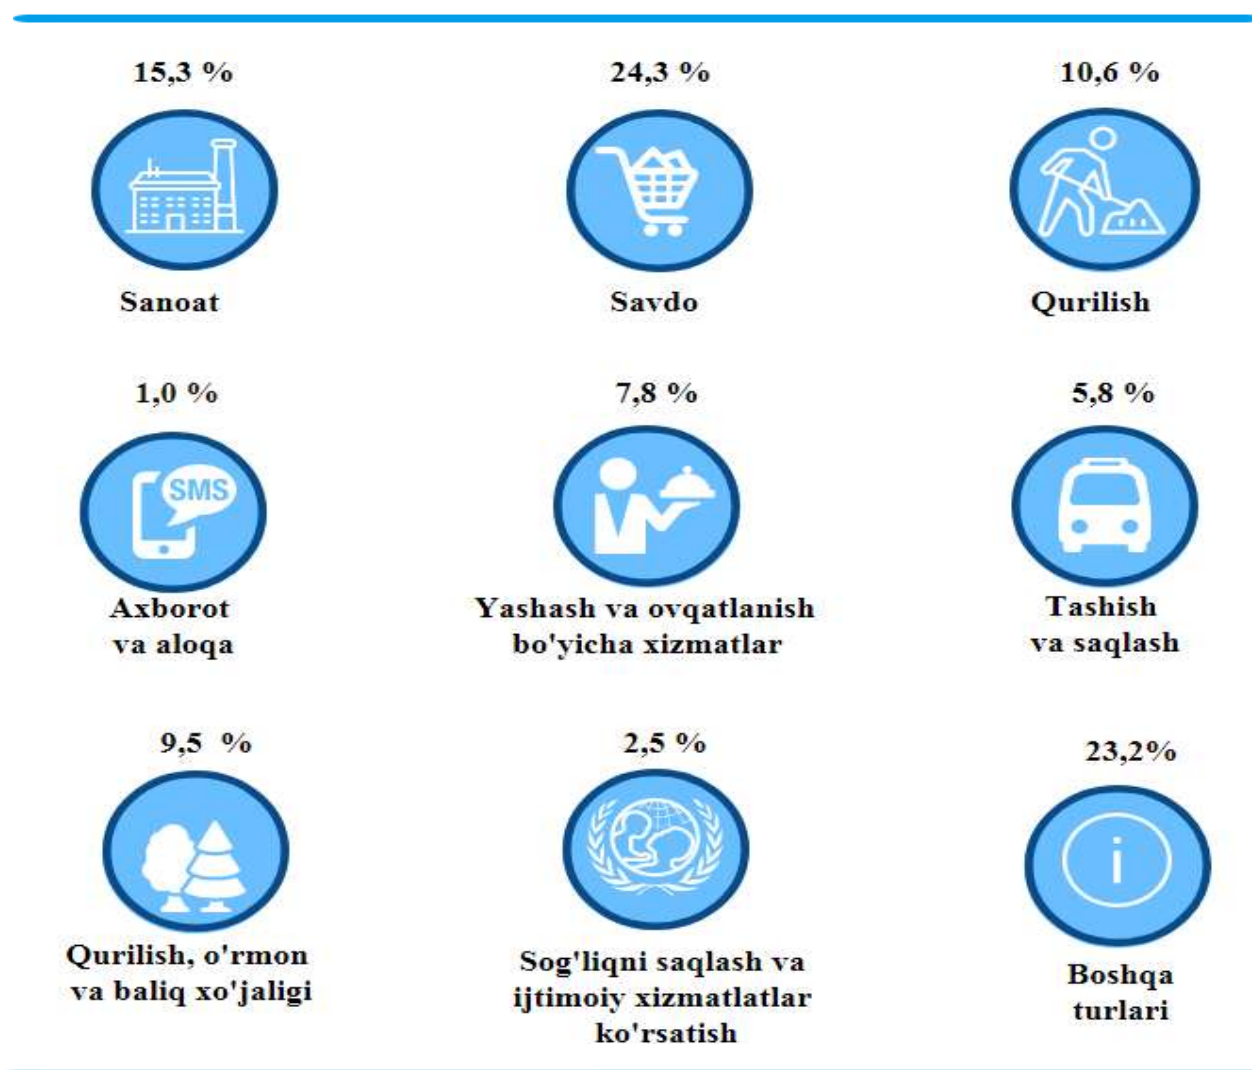 15,3 %
24,3 %
10,6 %
Sanoat
Savdo
Qurilish
1,0 %
7,8 %
5,8 %
SMS
Axborot
va aloqa
Yashash va ovqatlanish
bo'yicha xizmatlar
Tashish
va saqlash
9,5 %
2,5 %
23,2%
i
Qurilish, o'rmon
va baliq xo'jaligi
Sog'liqni saqlash va
ijtimoiy xizmatlatlar
ko'rsatish
Boshqa
turlari